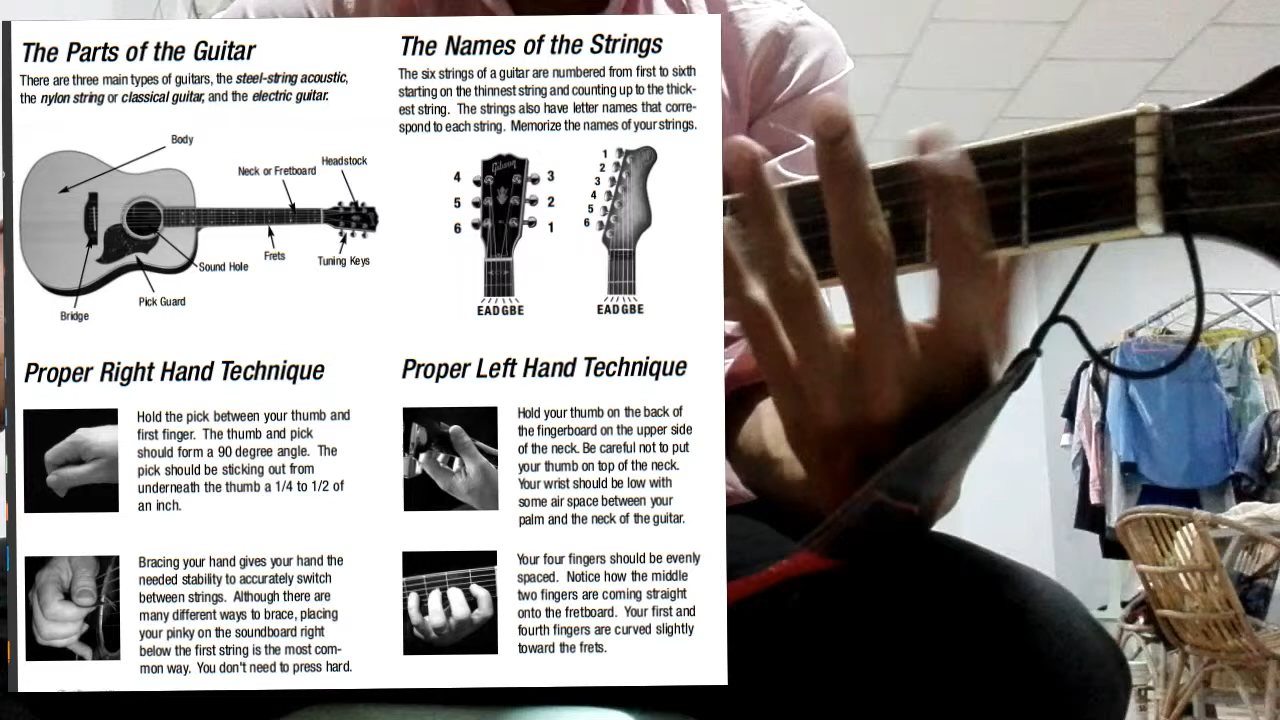 The Parts of the Guitar
There are three main types of guitars, the steel-string acoustic,
the nylon string or classical guitar, and the electric guitar.
Body
Neck or Fretboard
Headstock
Sound Hole
Frets
Tuning Keys
Pick Guard
Bridge
The Names of the Strings
The six strings of a guitar are numbered from first to sixth
starting on the thinnest string and counting up to the thick-
est string. The strings also have letter names that corre-
spond to each string. Memorize the names of your strings.
Gibson
4 3
5 2
6 1
EADGBE
1
2
3
4
5
6
EADGBE
Proper Right Hand Technique
Hold the pick between your thumb and
first finger. The thumb and pick
should form a 90 degree angle. The
pick should be sticking out from
underneath the thumb a 1/4 to 1/2 of
an inch.
Bracing your hand gives your hand the
needed stability to accurately switch
between strings. Although there are
many different ways to brace, placing
your pinky on the soundboard right
below the first string is the most com-
mon way. You don't need to press hard.
Proper Left Hand Technique
Hold your thumb on the back of
the fingerboard on the upper side
of the neck. Be careful not to put
your thumb on top of the neck.
Your wrist should be low with
some air space between your
palm and the neck of the guitar.
Your four fingers should be evenly
spaced. Notice how the middle
two fingers are coming straight
onto the fretboard. Your first and
fourth fingers are curved slightly
toward the frets.